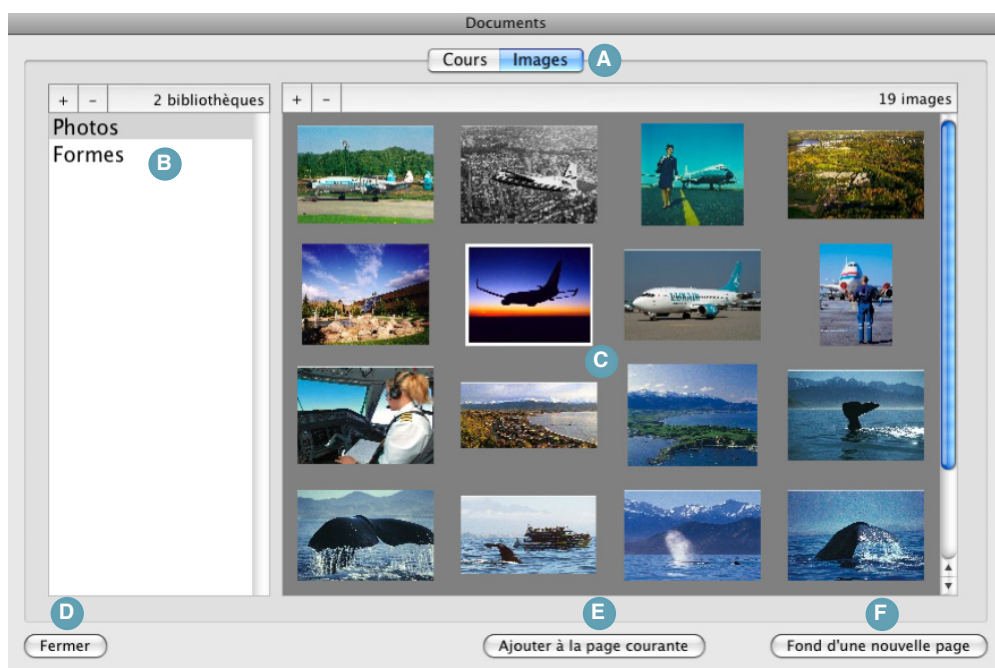 Documents
Cours Images A
+ - 2 bibliothèques + - 19 images
Photos
Formes
B
C
D E F
Fermer Ajouter à la page courante Fond d'une nouvelle page